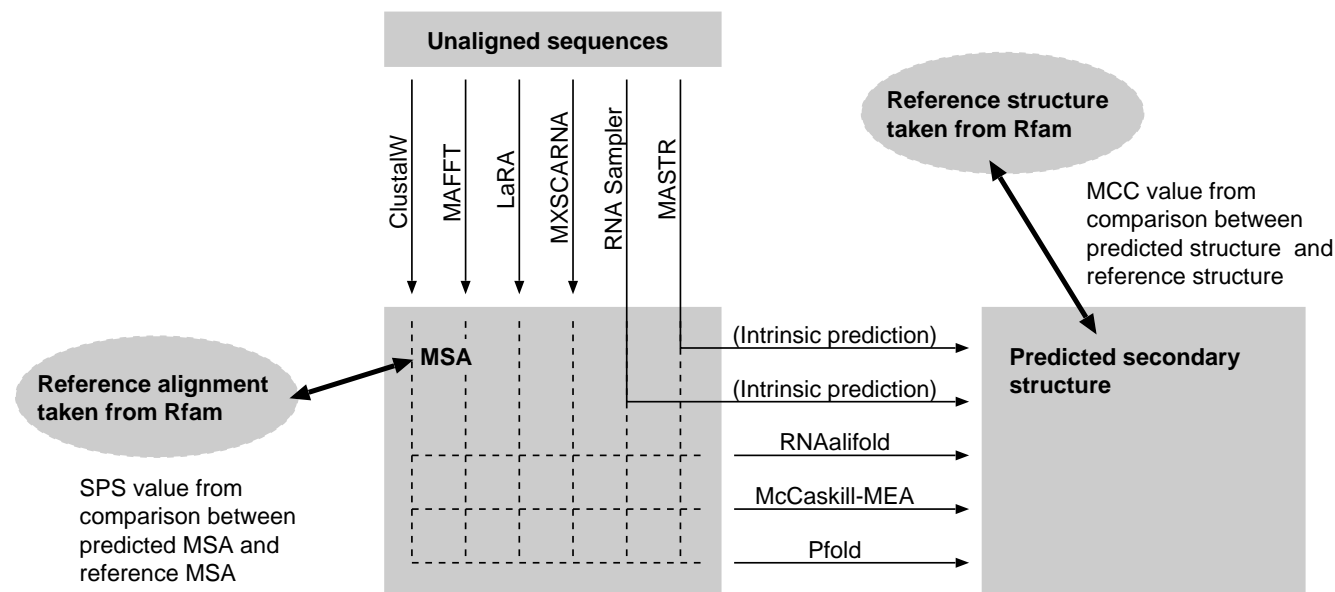 Unaligned sequences
ClustalW
MAFFT
LaRA
MXSCARNA
RNA Sampler
MASTR
Reference structure
taken from Rfam
MCC value from
comparison between
predicted structure and
reference structure
MSA
(Intrinsic prediction)
(Intrinsic prediction)
RNAalifold
McCaskill-MEA
Pfold
Predicted secondary
structure
Reference alignment
taken from Rfam
SPS value from
comparison between
predicted MSA and
reference MSA